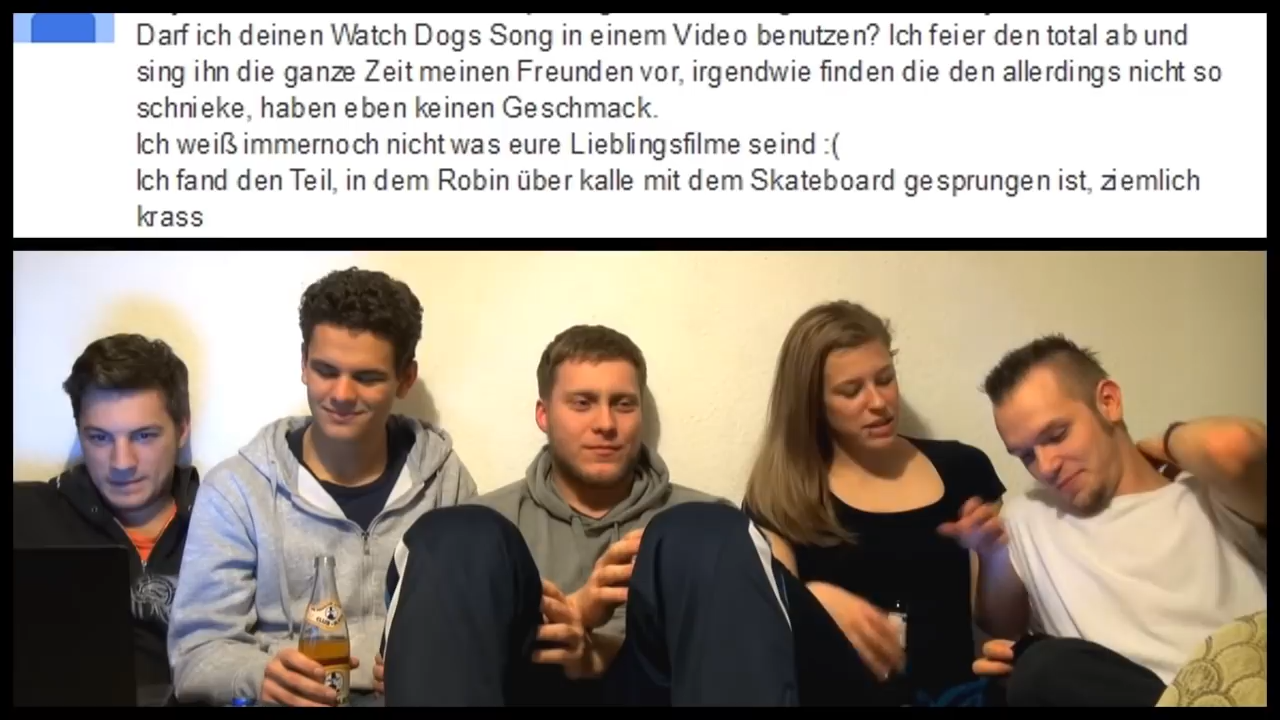 Darf ich deinen Watch Dogs Song in einem Video benutzen? Ich feier den total ab und
sing ihn die ganze Zeit meinen Freunden vor, irgendwie finden die den allerdings nicht so
schnieke, haben eben keinen Geschmack.
Ich weiß immernoch nicht was eure Lieblingsfilme seind :(
Ich fand den Teil, in dem Robin über kalle mit dem Skateboard gesprungen ist, ziemlich
krass